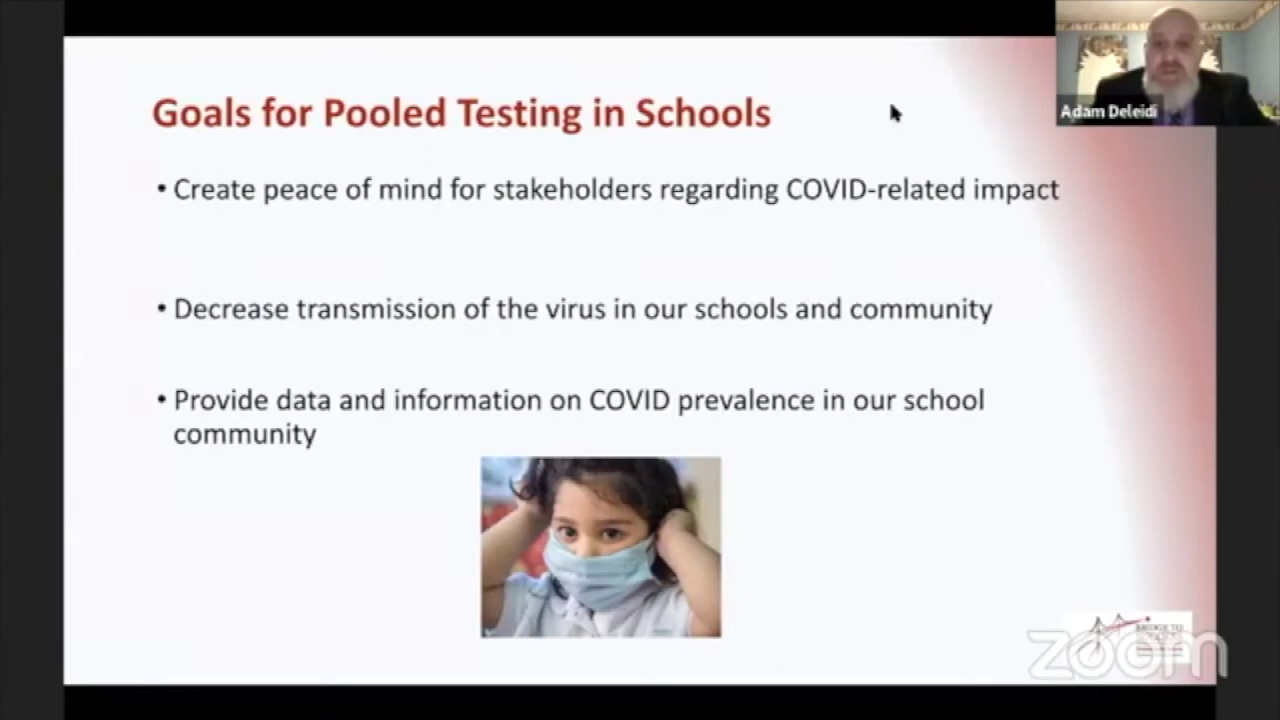 Adam Deleidi
Goals for Pooled Testing in Schools
• Create peace of mind for stakeholders regarding COVID-related impact
• Decrease transmission of the virus in our schools and community
• Provide data and information on COVID prevalence in our school
community
BRIDGE TO
zoom